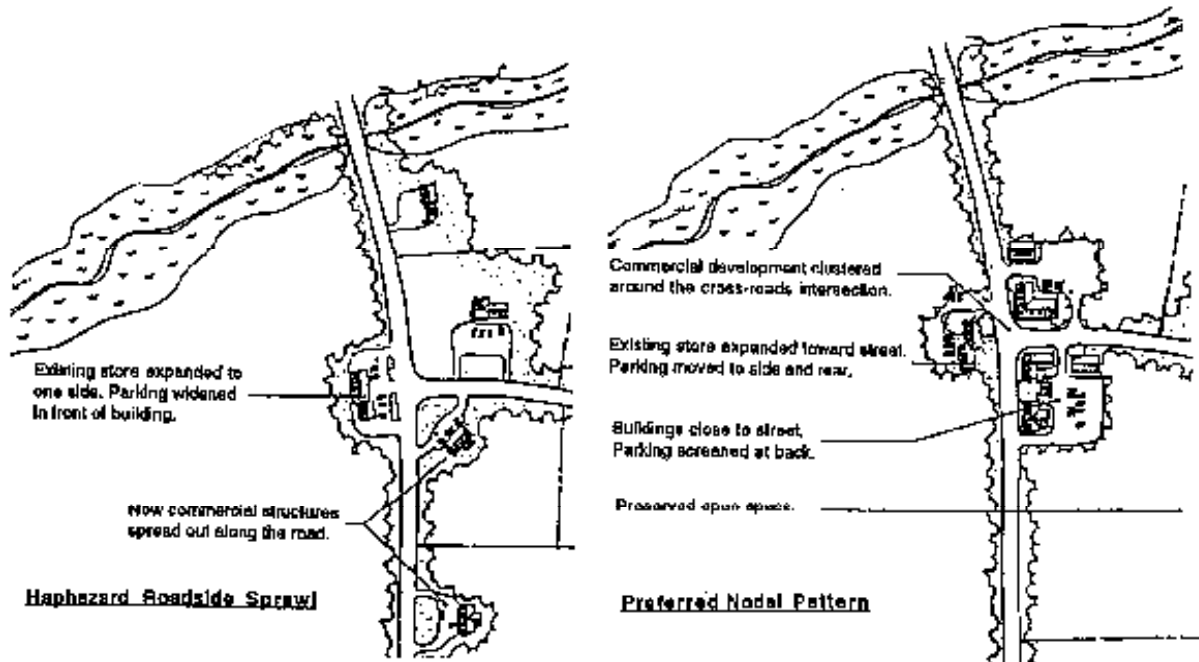 Existing store expanded to
one side. Parking widened
in front of building.
New commercial structures
spread out along the road.
Haphazard Roadside Sprawl
Commercial development clustered
around the cross-roads intersection.
Existing store expanded toward street.
Parking moved to side and rear.
Buildings close to street,
Parking screened at back.
Preserved open space.
Preferred Nodal Pattern